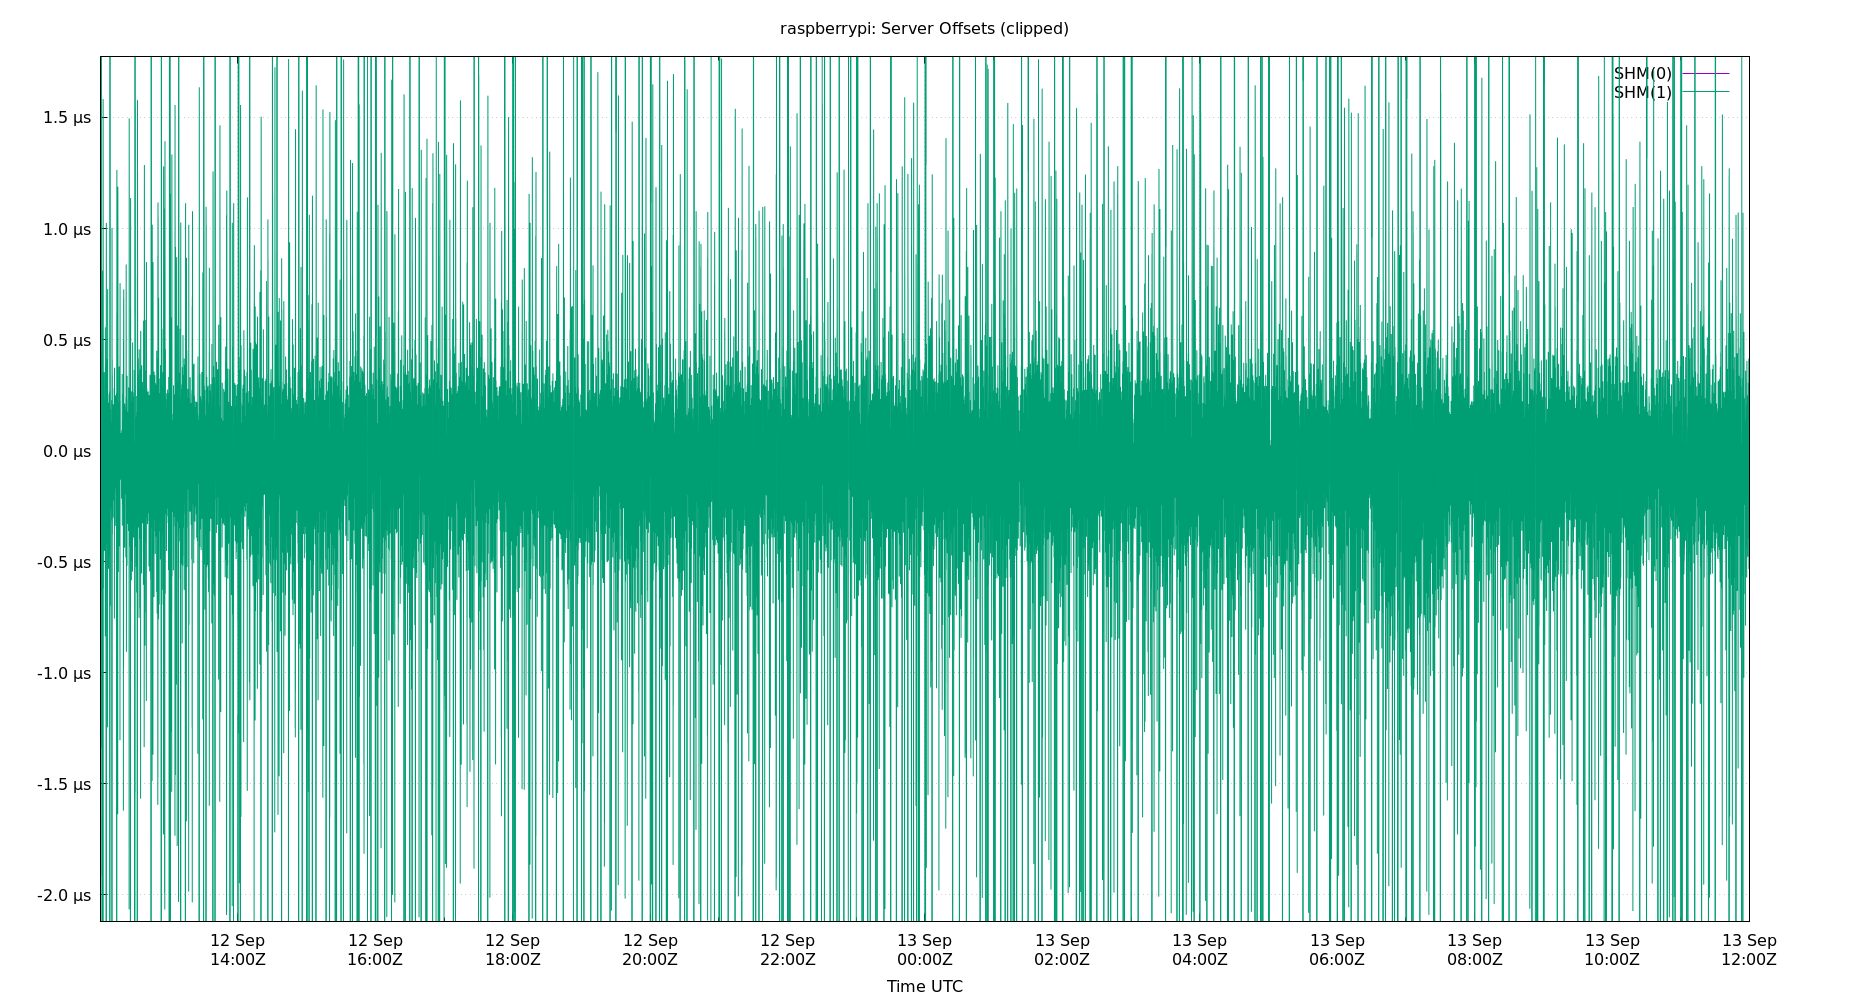 raspberrypi: Server Offsets (clipped)
SHM(0)
SHM(1)
1.5 µs
1.0 µs
0.5 µs
0.0 µs
-0.5 µs
-1.0 µs
-1.5 µs
-2.0 µs
12 Sep 12 Sep 12 Sep 12 Sep 12 Sep 13 Sep 13 Sep 13 Sep 13 Sep 13 Sep 13 Sep 13 Sep
14:00Z 16:00Z 18:00Z 20:00Z 22:00Z 00:00Z 02:00Z 04:00Z 06:00Z 08:00Z 10:00Z 12:00Z
Time UTC